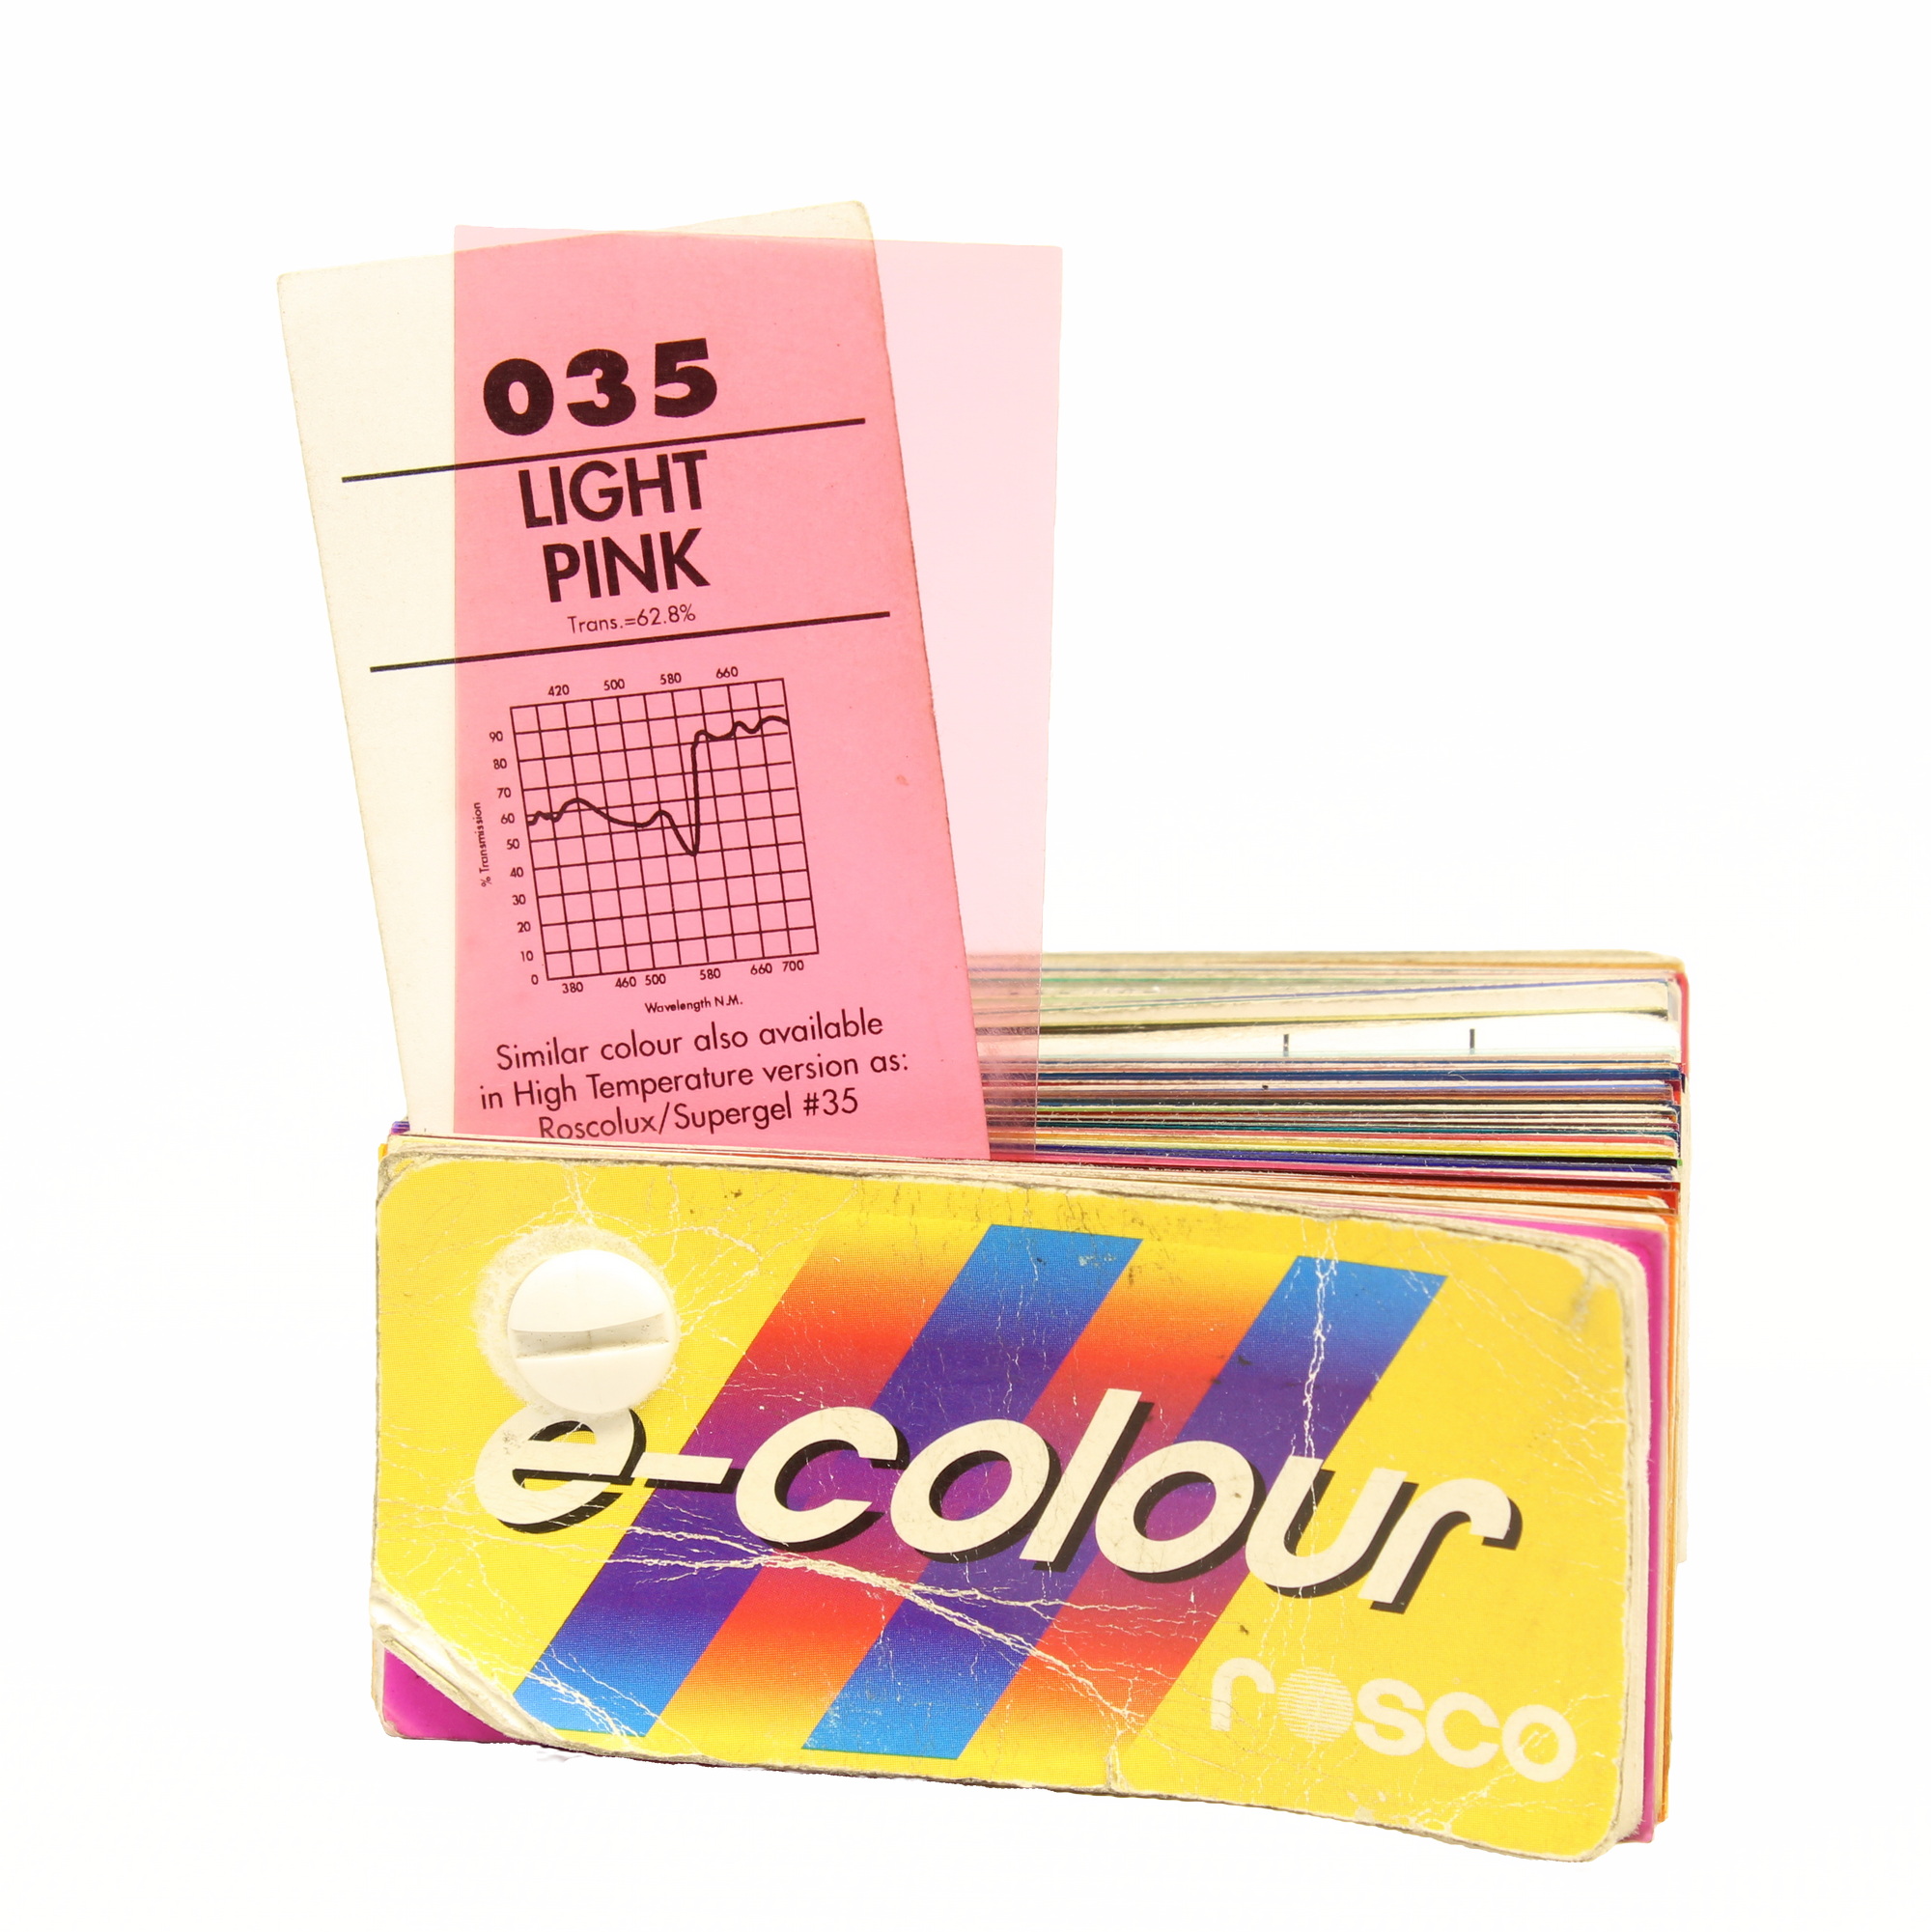 035
LIGHT
PINK
Trans.=62.8%
420 500 580 660
90
80
70
60
50
40
30
20
10
0
% Transmission
380 460 500 580 660 700
Wavelength N.M.
Similar colour also available
in High Temperature version as:
Roscolux/Supergel #35
e-colour
rosco